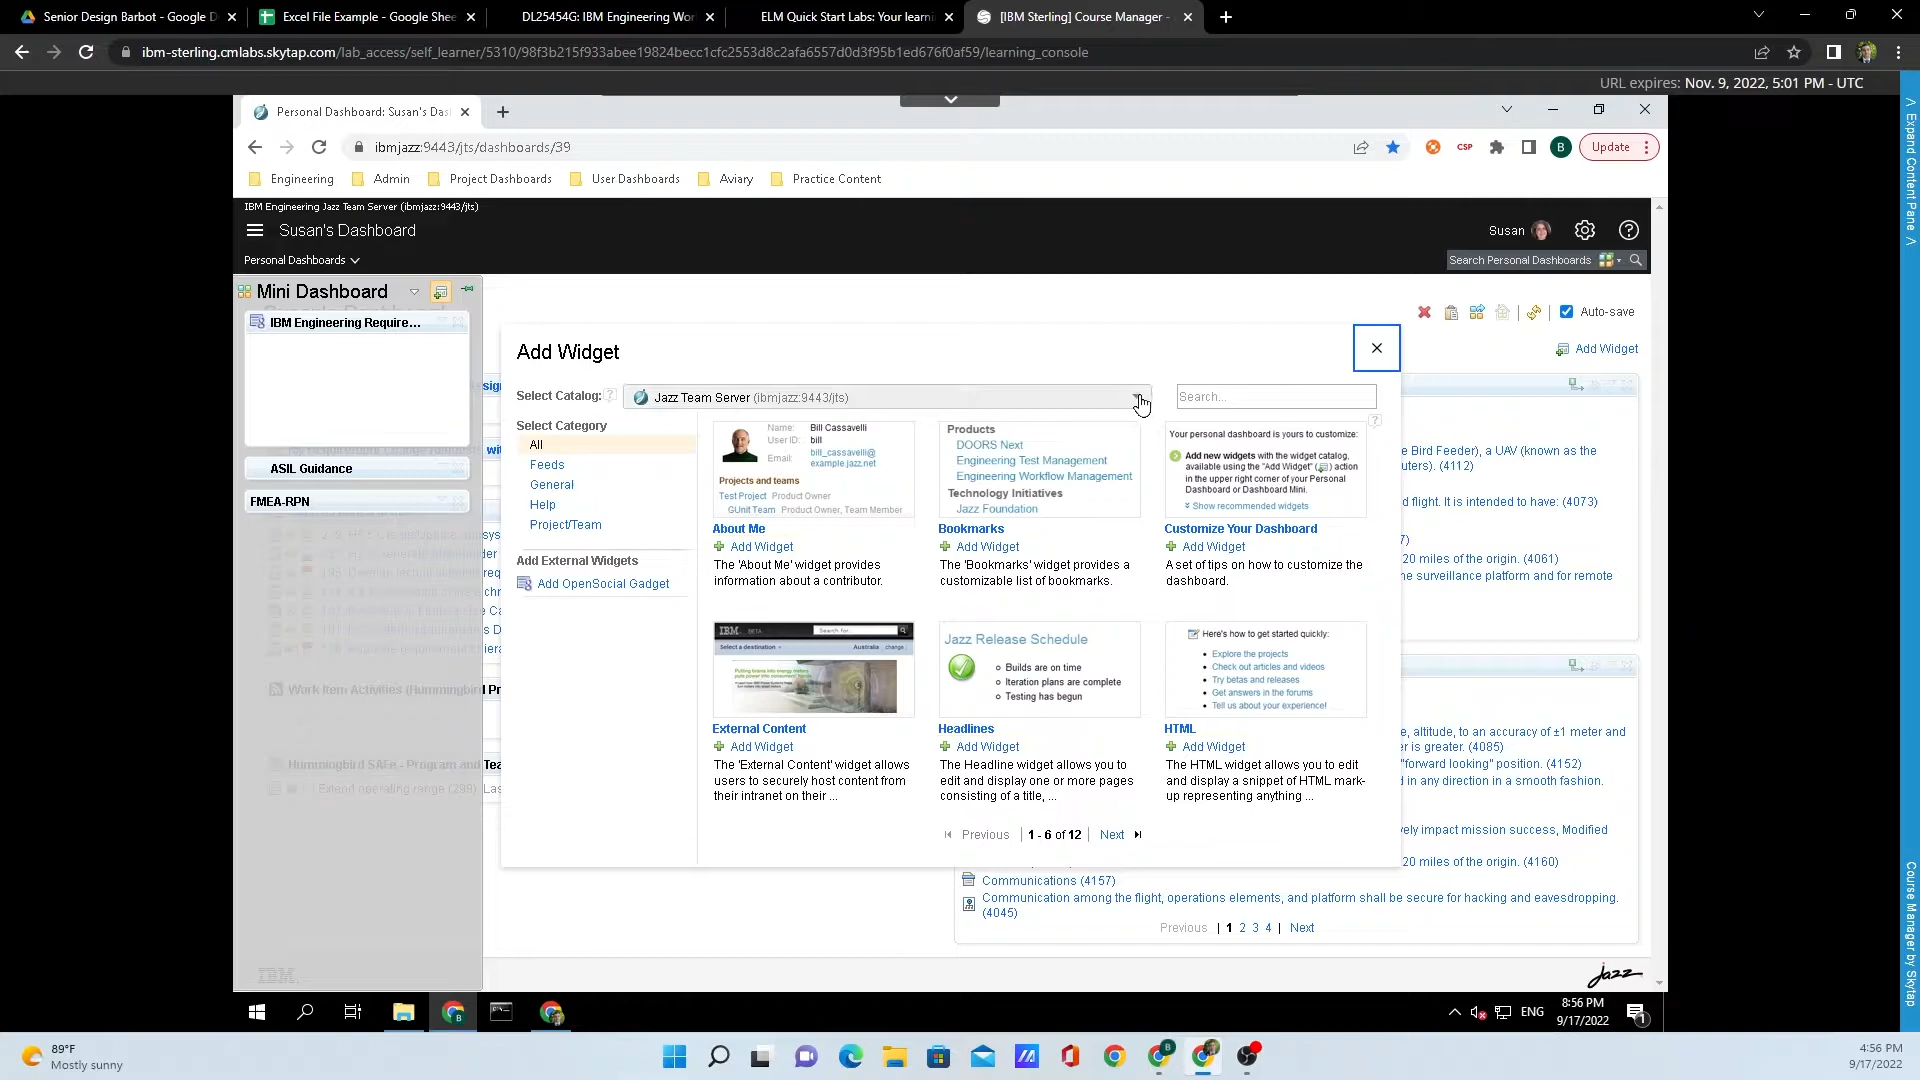 Senior Design Barbot - Google D
Excel File Example - Google Shee
DL25454G: IBM Engineering Wor
ELM Quick Start Labs: Your learni
[IBM Sterling] Course Manager -
ibm-sterling.cmlabs.skytap.com/lab_access/self_learner/5310/98f3b215f933abee19824becc1cfc2553d8c2afa6557d0d3f95b1ed676f0af59/learning_console
URL expires: Nov. 9, 2022, 5:01 PM - UTC
Personal Dashboard: Susan's Das
ibmjazz:9443/jts/dashboards/39
CSP
B
Update
Engineering
Admin
Project Dashboards
User Dashboards
Aviary
Practice Content
IBM Engineering Jazz Team Server (ibmjazz:9443/jts)
Susan's Dashboard
Susan
Personal Dashboards
Search Personal Dashboards
Mini Dashboard
IBM Engineering Require...
ASIL Guidance
FMEA-RPN
Auto-save
Add Widget
Add Widget
Select Catalog:
Jazz Team Server (ibmjazz:9443/jts)
Search...
Select Category
All
Feeds
General
Help
Project/Team
Add External Widgets
Add OpenSocial Gadget
Name: Bill Cassavelli
User ID: bill
Email: bill_cassavelli@
example.jazz.net
Projects and teams
Test Project Product Owner
GUnit Team Product Owner, Team Member
About Me
Add Widget
The 'About Me' widget provides
information about a contributor.
Products
DOORS Next
Engineering Test Management
Engineering Workflow Management
Technology Initiatives
Jazz Foundation
Bookmarks
Add Widget
The 'Bookmarks' widget provides a
customizable list of bookmarks.
Your personal dashboard is yours to customize:
Add new widgets with the widget catalog,
available using the "Add Widget" ( ) action
in the upper right corner of your Personal
Dashboard or Dashboard Mini.
Show recommended widgets
Customize Your Dashboard
Add Widget
A set of tips on how to customize the
dashboard.
IBM BETA
Search for:
Select a destination
Australia [ change ]
External Content
Add Widget
The 'External Content' widget allows
users to securely host content from
their intranet on their ...
Jazz Release Schedule
Builds are on time
Iteration plans are complete
Testing has begun
Headlines
Add Widget
The Headline widget allows you to
edit and display one or more pages
consisting of a title, ...
Here's how to get started quickly:
Explore the projects
Check out articles and videos
Try betas and releases
Get answers in the forums
Tell us about your experience!
HTML
Add Widget
The HTML widget allows you to edit
and display a snippet of HTML mark-
up representing anything ...
Previous | 1 - 6 of 12 | Next
e Bird Feeder), a UAV (known as the
uters). (4112)
d flight. It is intended to have: (4073)
7)
20 miles of the origin. (4061)
he surveillance platform and for remote
e, altitude, to an accuracy of ±1 meter and
er is greater. (4085)
"forward looking" position. (4152)
d in any direction in a smooth fashion.
vely impact mission success, Modified
20 miles of the origin. (4160)
Work Item Activities (Hummingbird Pr
Hummingbird SAFe - Program and Tea
Extend operating range (299) Las
Communications (4157)
Communication among the flight, operations elements, and platform shall be secure for hacking and eavesdropping.
(4045)
Previous | 1 2 3 4 | Next
IBM
jazz
ENG
8:56 PM
9/17/2022
1
< Expand Content Pane <
Course Manager by Skytap
89°F
Mostly sunny
4:56 PM
9/17/2022